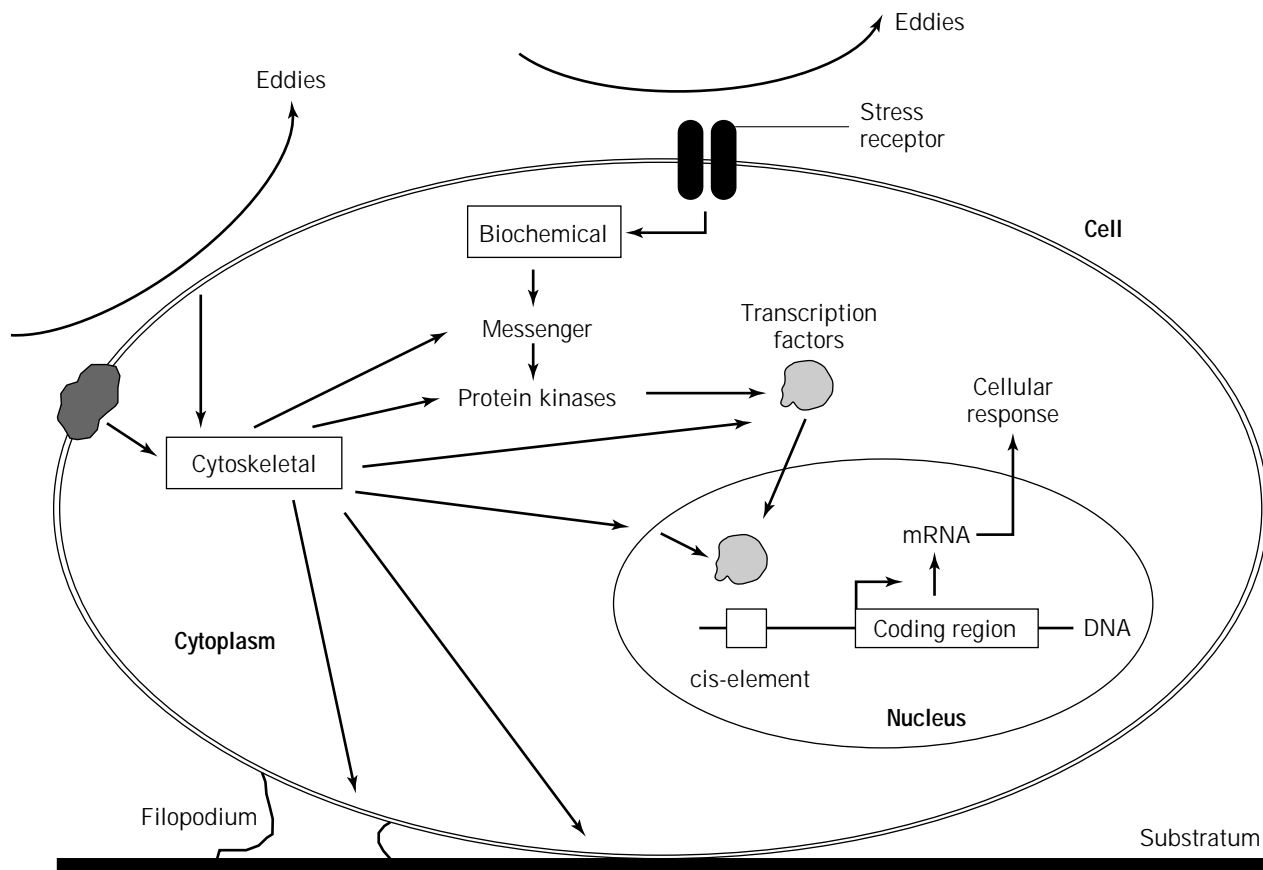 Eddies
Eddies
Stress
receptor
Biochemical
Cell
Messenger
Transcription
factors
Protein kinases
Cellular
response
Cytoskeletal
mRNA
Cytoplasm
Coding region
DNA
cis-element
Nucleus
Filopodium
Substratum